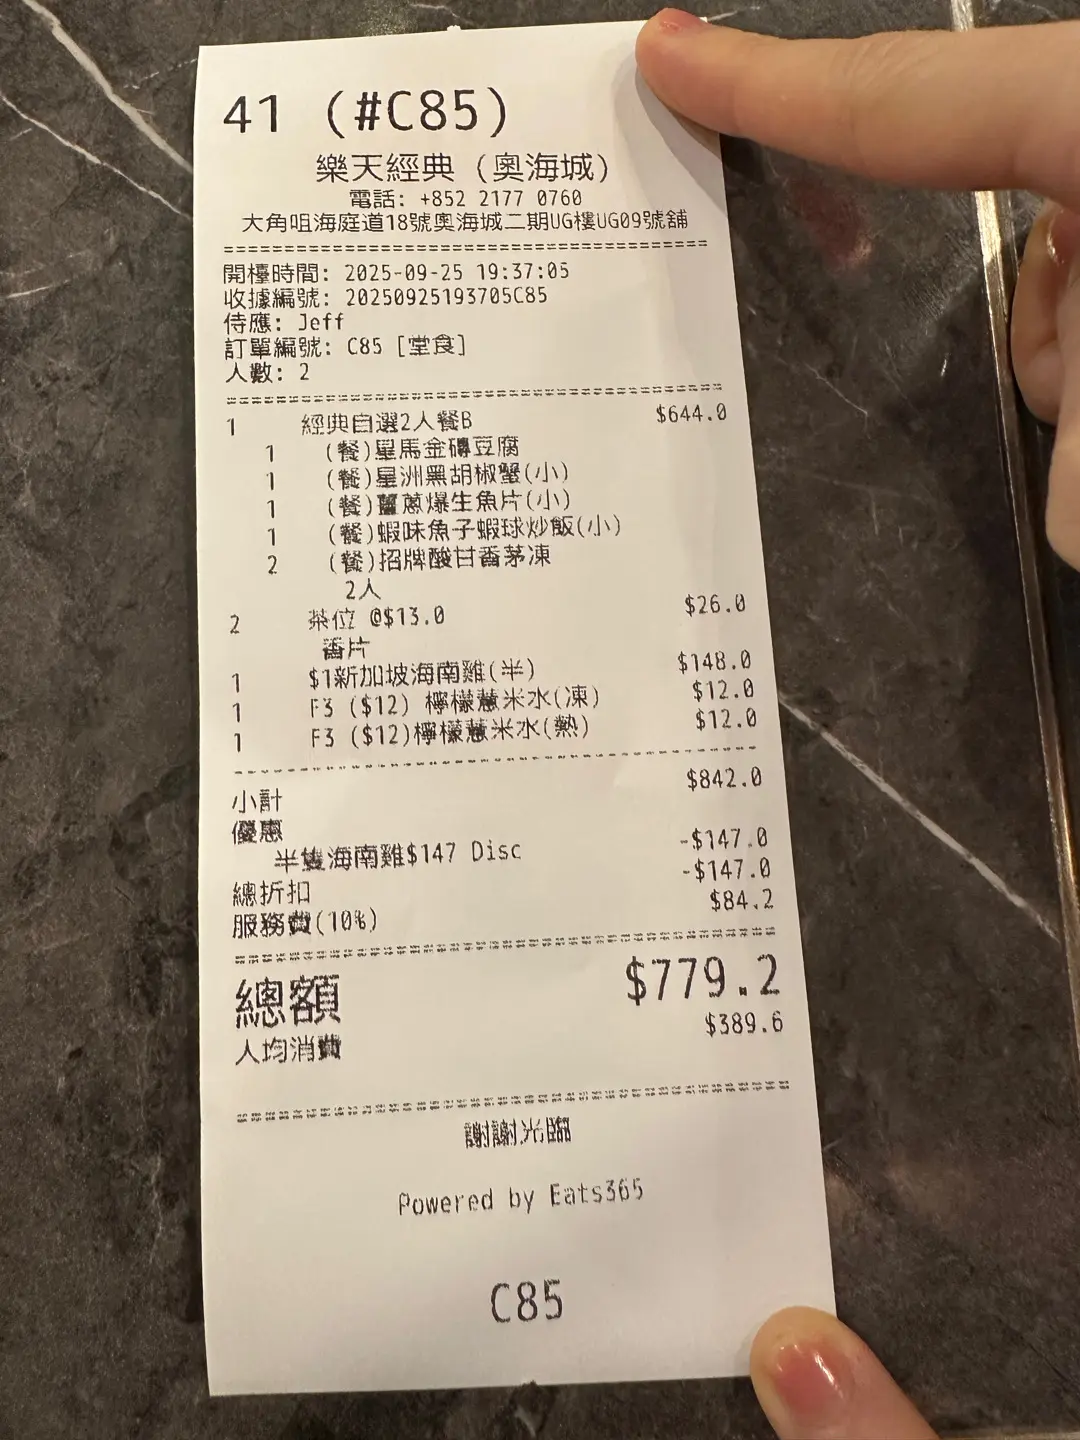 41 (#C85)
樂天經典 (奧海城)
電話: +852 2177 0760
大角咀海庭道18號奧海城二期UG樓UG09號舖
開檯時間: 2025-09-25 19:37:05
收據編號: 20250925193705C85
侍應: Jeff
訂單編號: C85 [堂食]
人數: 2
1 經典自選2人餐B $644.0
1 (餐)星馬金磚豆腐
1 (餐)星洲黑胡椒蟹(小)
1 (餐)薑蔥爆生魚片(小)
1 (餐)蝦味魚子蝦球炒飯(小)
2 (餐)招牌酸甘香茅凍
2人
2 茶位 @$13.0 $26.0
香片
1 $1新加坡海南雞(半) $148.0
1 F3 ($12) 檸檬薏米水(凍) $12.0
1 F3 ($12)檸檬薏米水(熱) $12.0
小計 $842.0
優惠
半隻海南雞$147 Disc -$147.0
總折扣 -$147.0
服務費(10%) $84.2
總額 $779.2
人均消費 $389.6
謝謝光臨
Powered by Eats365
C85